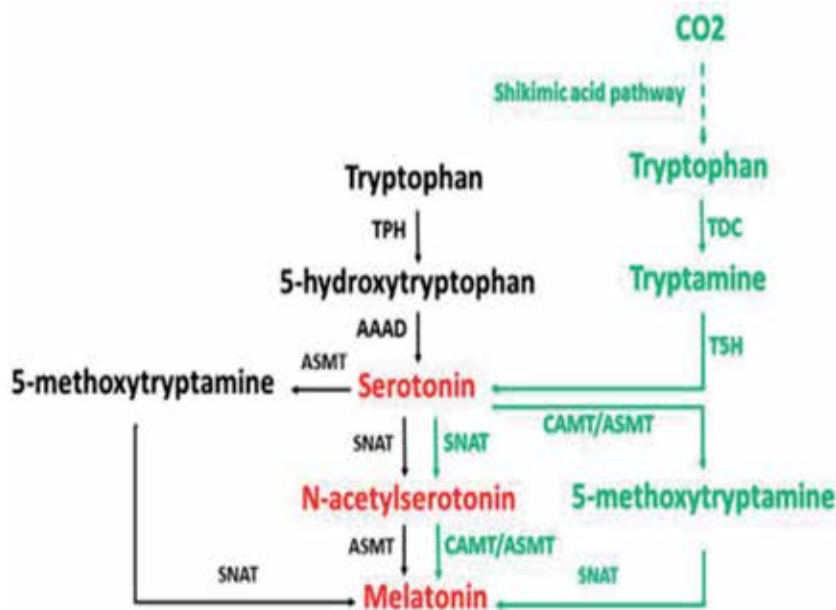 CO2
Shikimic acid pathway
Tryptophan
Tryptophan
TPH
TDC
5-hydroxytryptophan
Tryptamine
AAAD
T5H
ASMT
5-methoxytryptamine
Serotonin
CAMT/ASMT
SNAT
SNAT
N-acetylserotonin
5-methoxytryptamine
ASMT
CAMT/ASMT
SNAT
SNAT
Melatonin